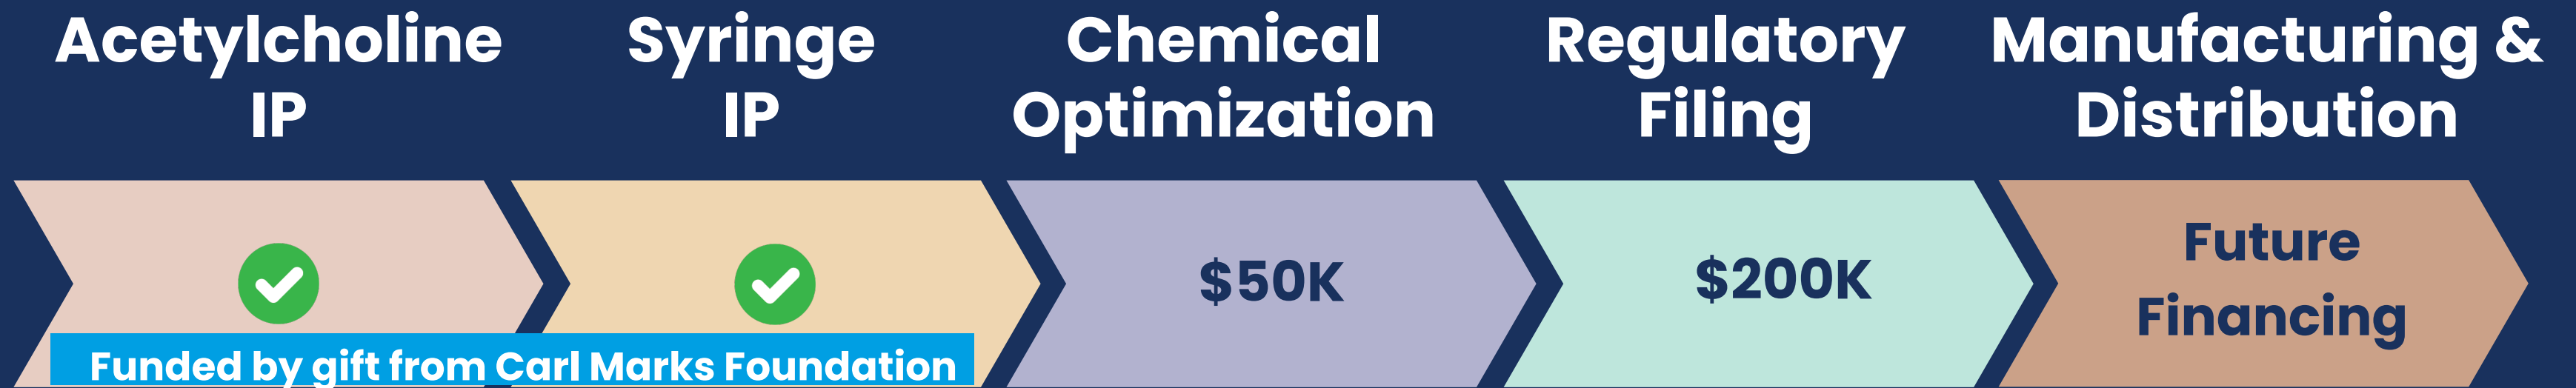 Acetylcholine
IP
Syringe
IP
Chemical
Optimization
Regulatory
Filing
Manufacturing &
Distribution
$50K
$200K
Future
Financing
Funded by gift from Carl Marks Foundation